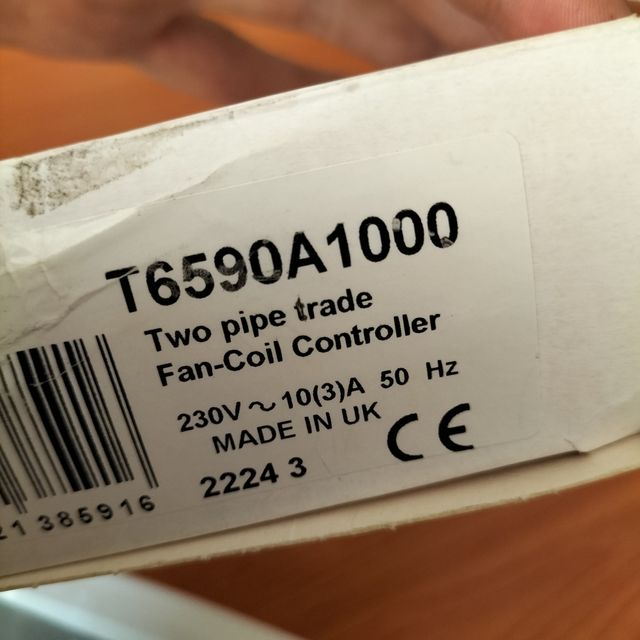 T6590A1000
Two pipe trade
Fan-Coil Controller
230V ~ 10(3)A 50 Hz
MADE IN UK
CE
2224 3
21 385916